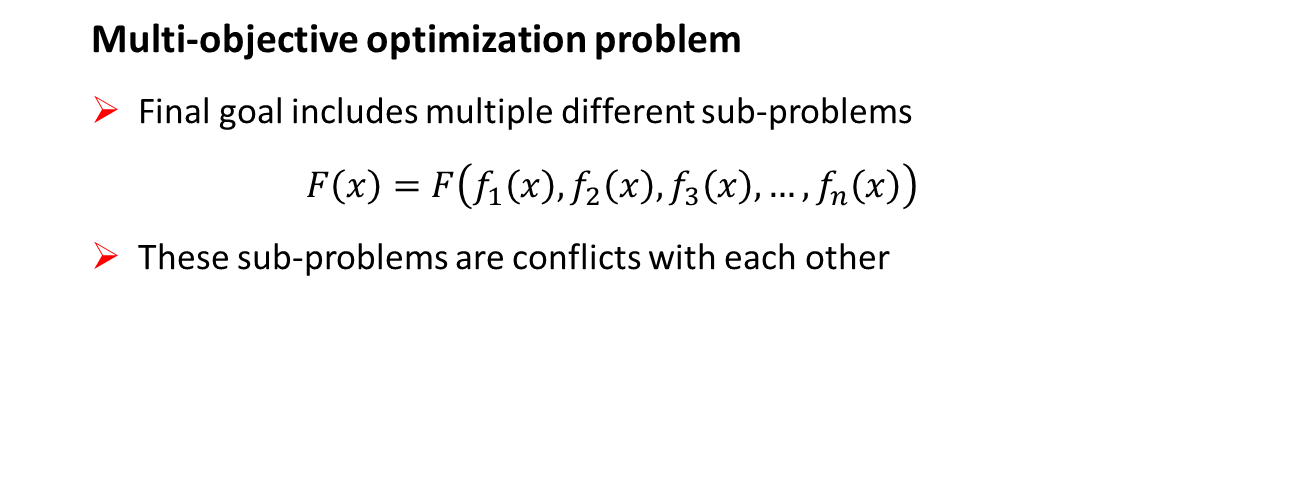 Multi-objective optimization problem
Final goal includes multiple different sub-problems
F(x) = F(f₁(x), f₂(x), f₃(x), … , fₙ(x))
These sub-problems are conflicts with each other